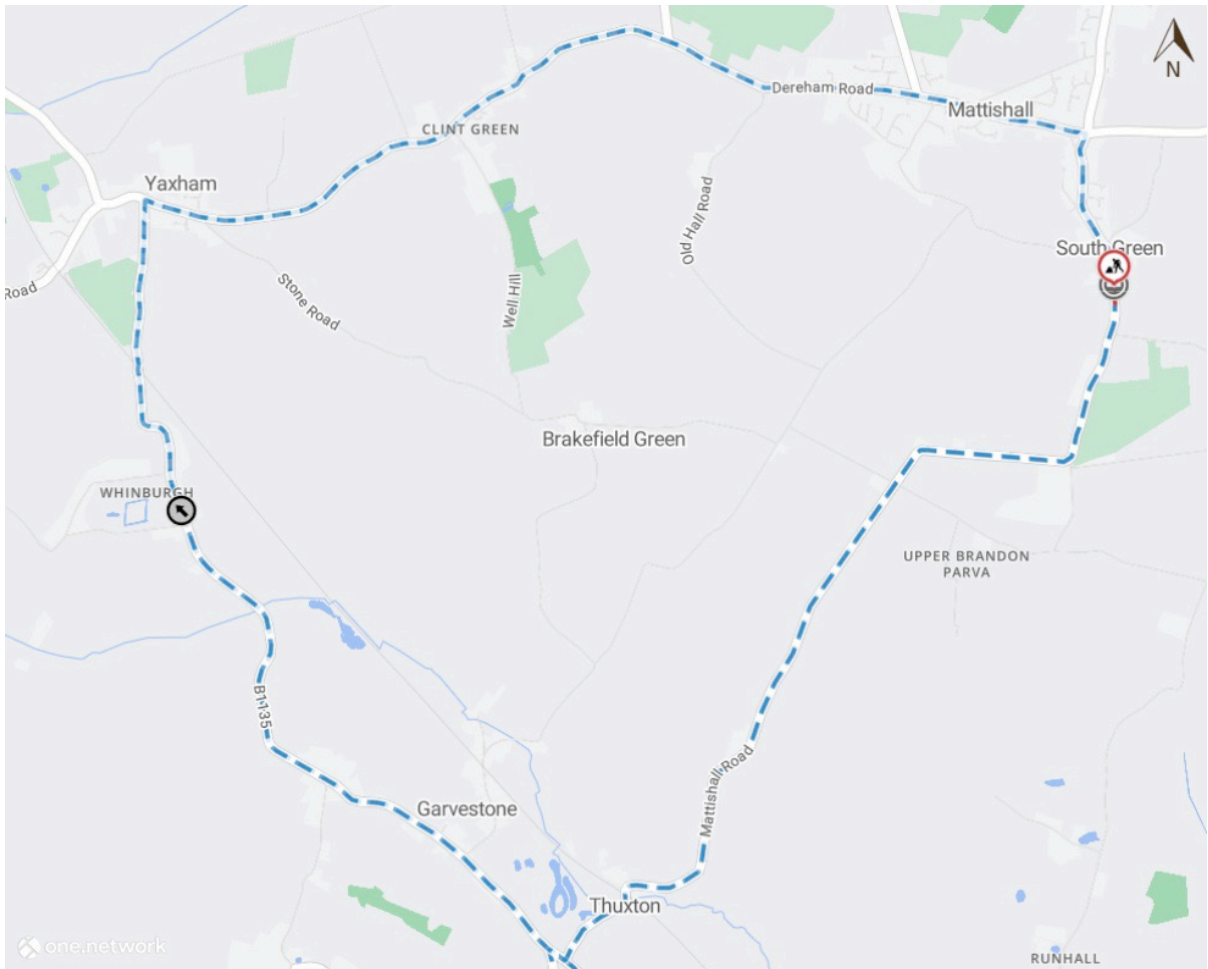 N
Dereham Road
Mattishall
CLINT GREEN
Yaxham
Old Hall Road
South Green
Road
Stone Road
Well Hill
Brakefield Green
WHINBURGH
UPPER BRANDON
PARVA
B1135
Mattishall Road
Garvestone
Thuxton
one.network
RUNHALL